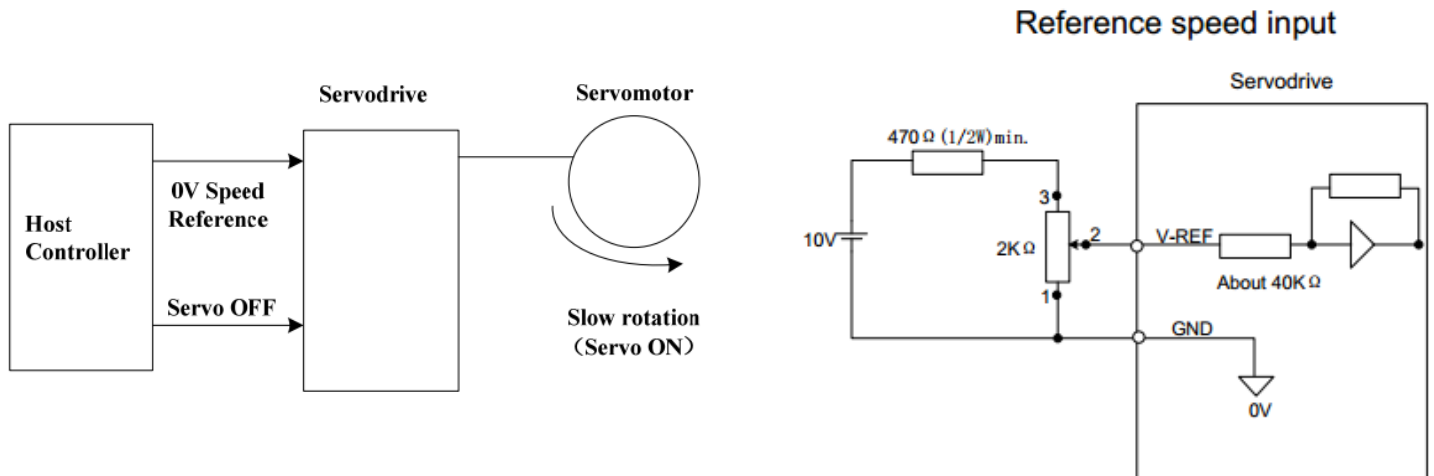 Reference speed input
Servodrive
Servomotor
Host
Controller
0V Speed
Reference
Servo OFF
Slow rotation
（Servo ON）
Servodrive
470Ω(1/2W)min.
3
10V
2KΩ
2
1
V-REF
About 40KΩ
GND
0V